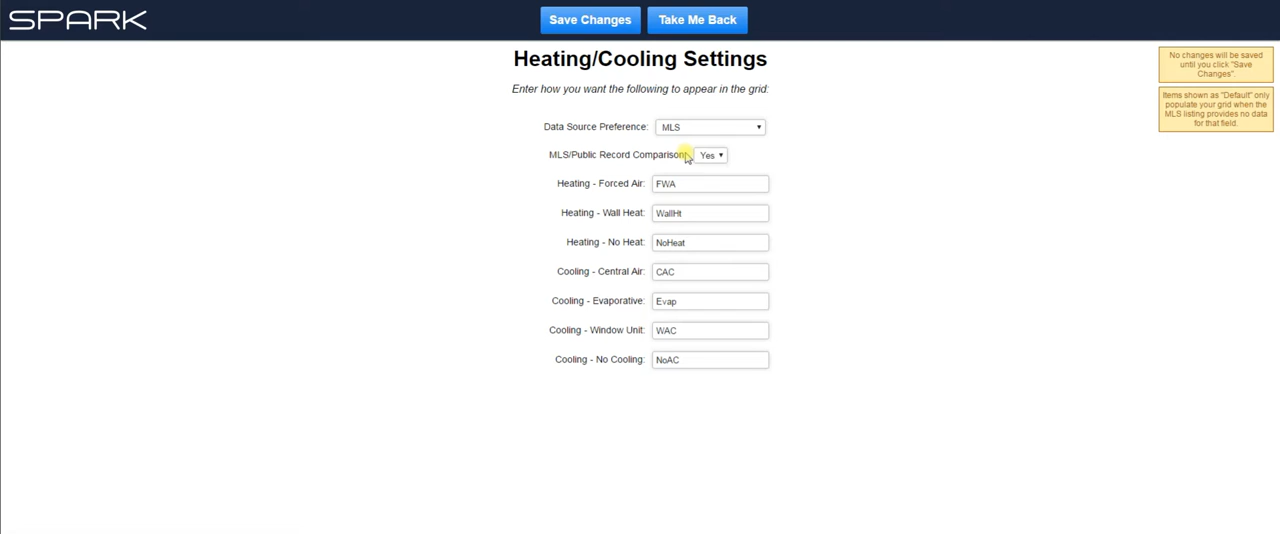 SPARK
Save Changes
Take Me Back
Heating/Cooling Settings
Enter how you want the following to appear in the grid:
No changes will be saved
until you click "Save
Changes".
Items shown as "Default" only
populate your grid when the
MLS listing provides no data
for that field.
Data Source Preference: MLS
MLS/Public Record Comparison: Yes
Heating - Forced Air: FWA
Heating - Wall Heat: WallHt
Heating - No Heat: NoHeat
Cooling - Central Air: CAC
Cooling - Evaporative: Evap
Cooling - Window Unit: WAC
Cooling - No Cooling: NoAC